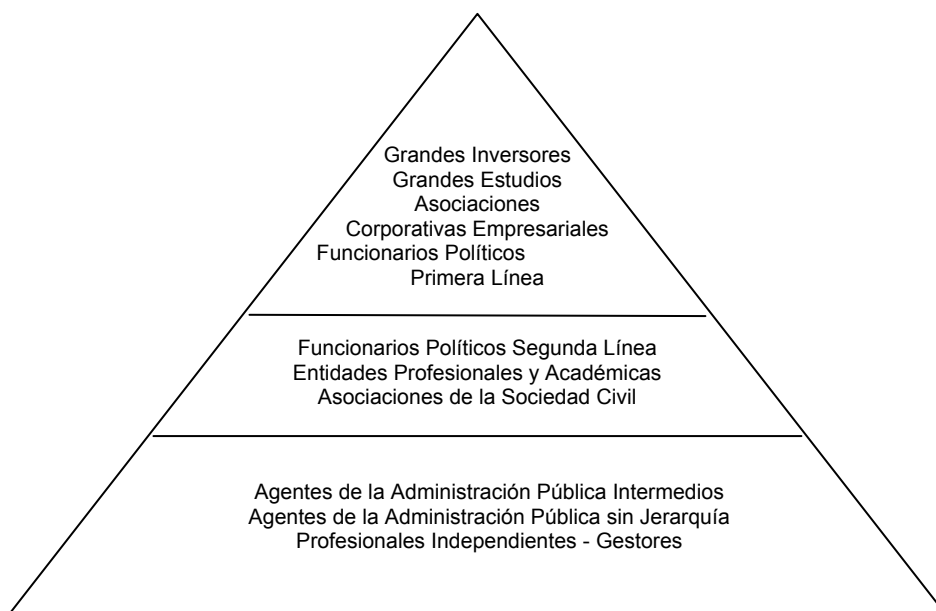 Grandes Inversores
Grandes Estudios
Asociaciones
Corporativas Empresariales
Funcionarios Políticos
Primera Línea
Funcionarios Políticos Segunda Línea
Entidades Profesionales y Académicas
Asociaciones de la Sociedad Civil
Agentes de la Administración Pública Intermedios
Agentes de la Administración Pública sin Jerarquía
Profesionales Independientes - Gestores